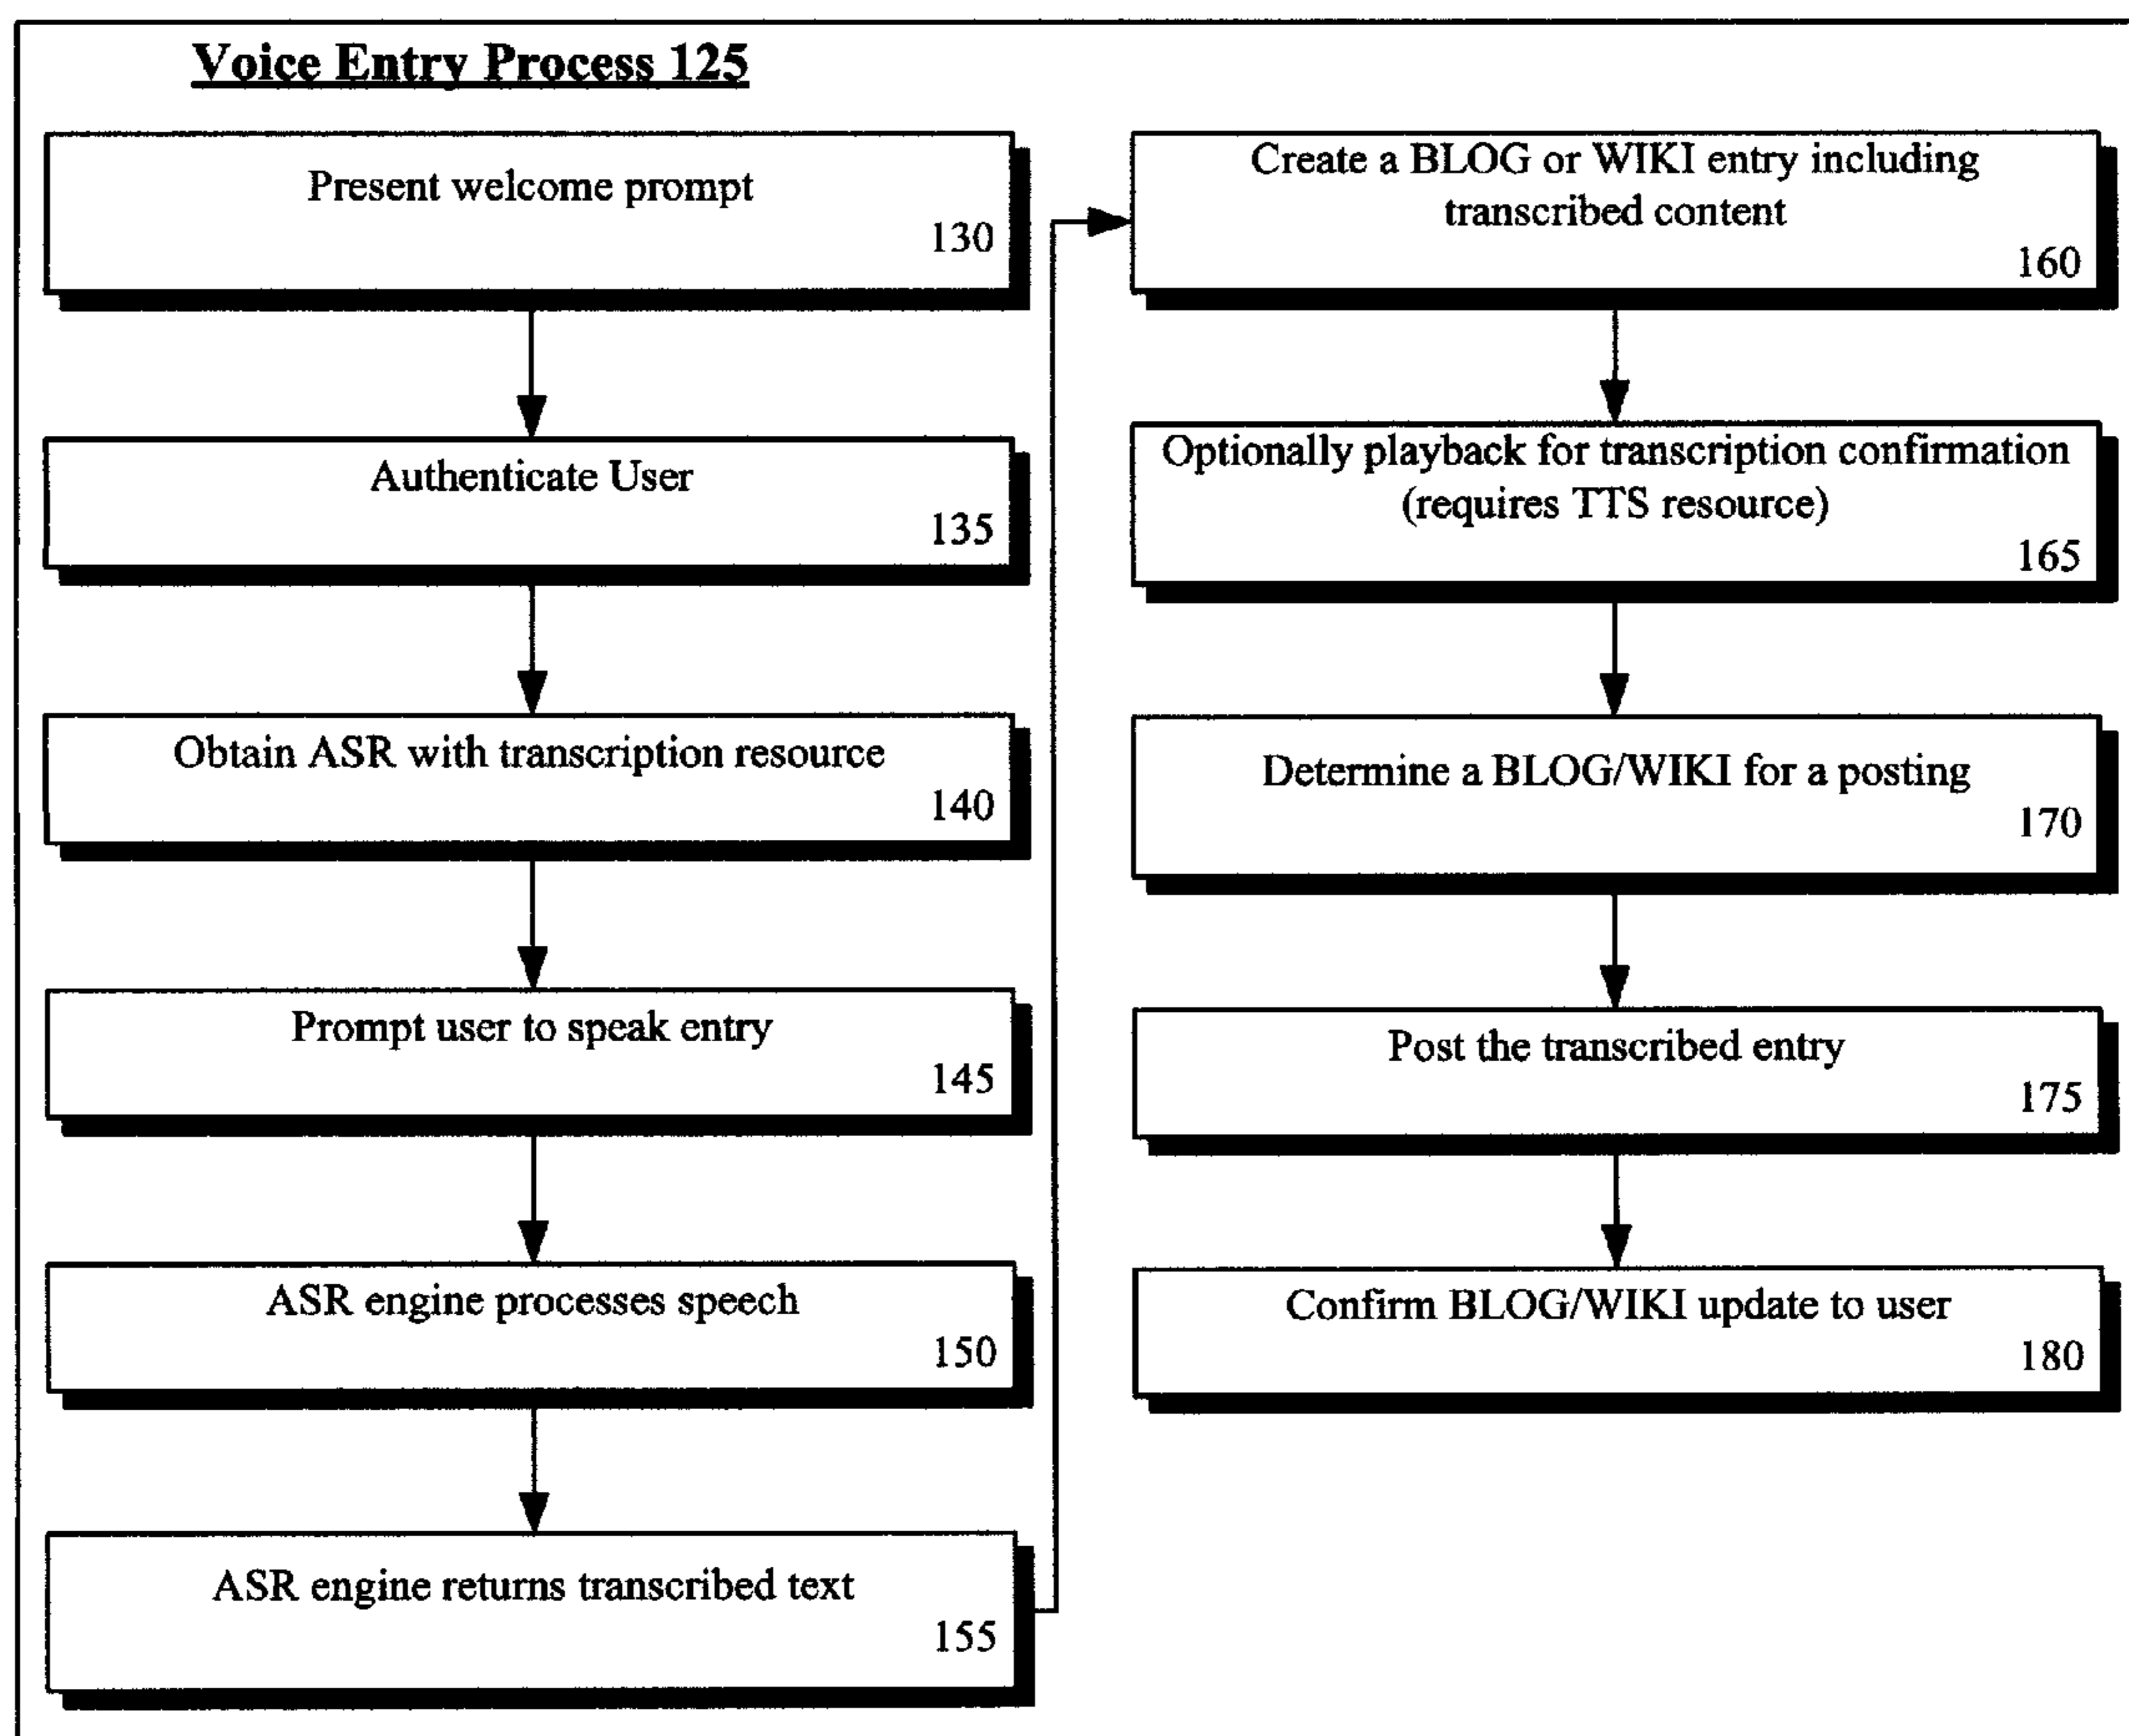 Voice Entry Process 125
Present welcome prompt
130
Authenticate User
135
Obtain ASR with transcription resource
140
Prompt user to speak entry
145
ASR engine processes speech
150
ASR engine returns transcribed text
155
Create a BLOG or WIKI entry including
transcribed content
160
Optionally playback for transcription confirmation
(requires TTS resource)
165
Determine a BLOG/WIKI for a posting
170
Post the transcribed entry
175
Confirm BLOG/WIKI update to user
180